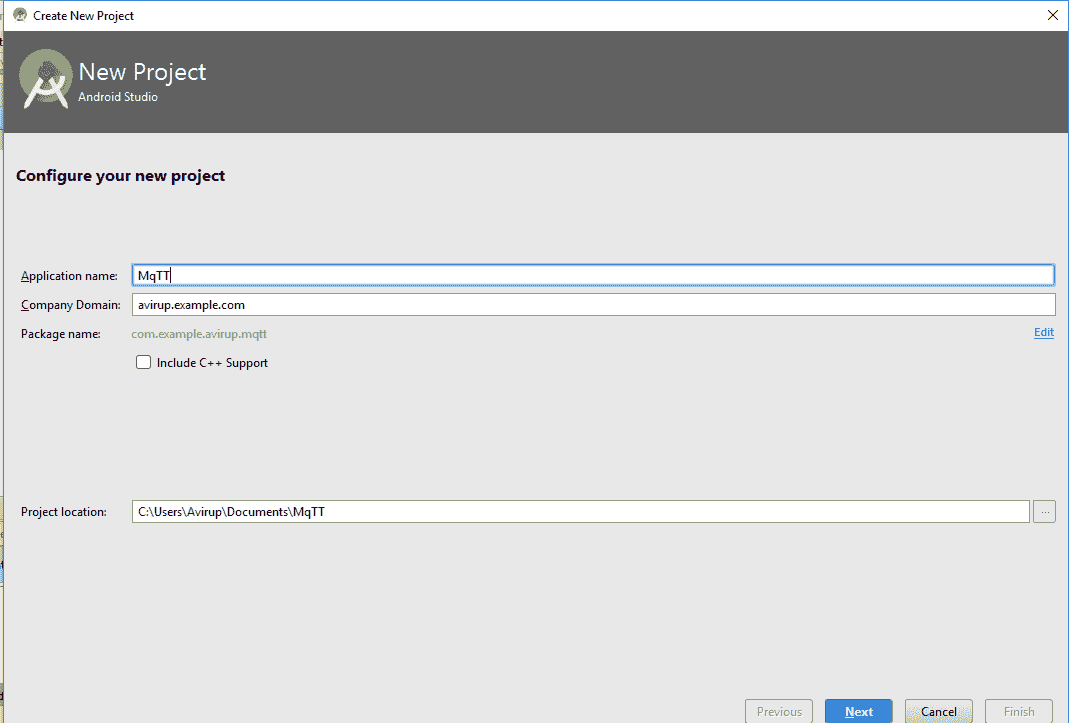 Create New Project
New Project
Android Studio
Configure your new project
Application name: MqTT
Company Domain: avirup.example.com
Package name: com.example.avirup.mqtt Edit
Include C++ Support
Project location: C:\Users\Avirup\Documents\MqTT ...
Previous Next Cancel Finish